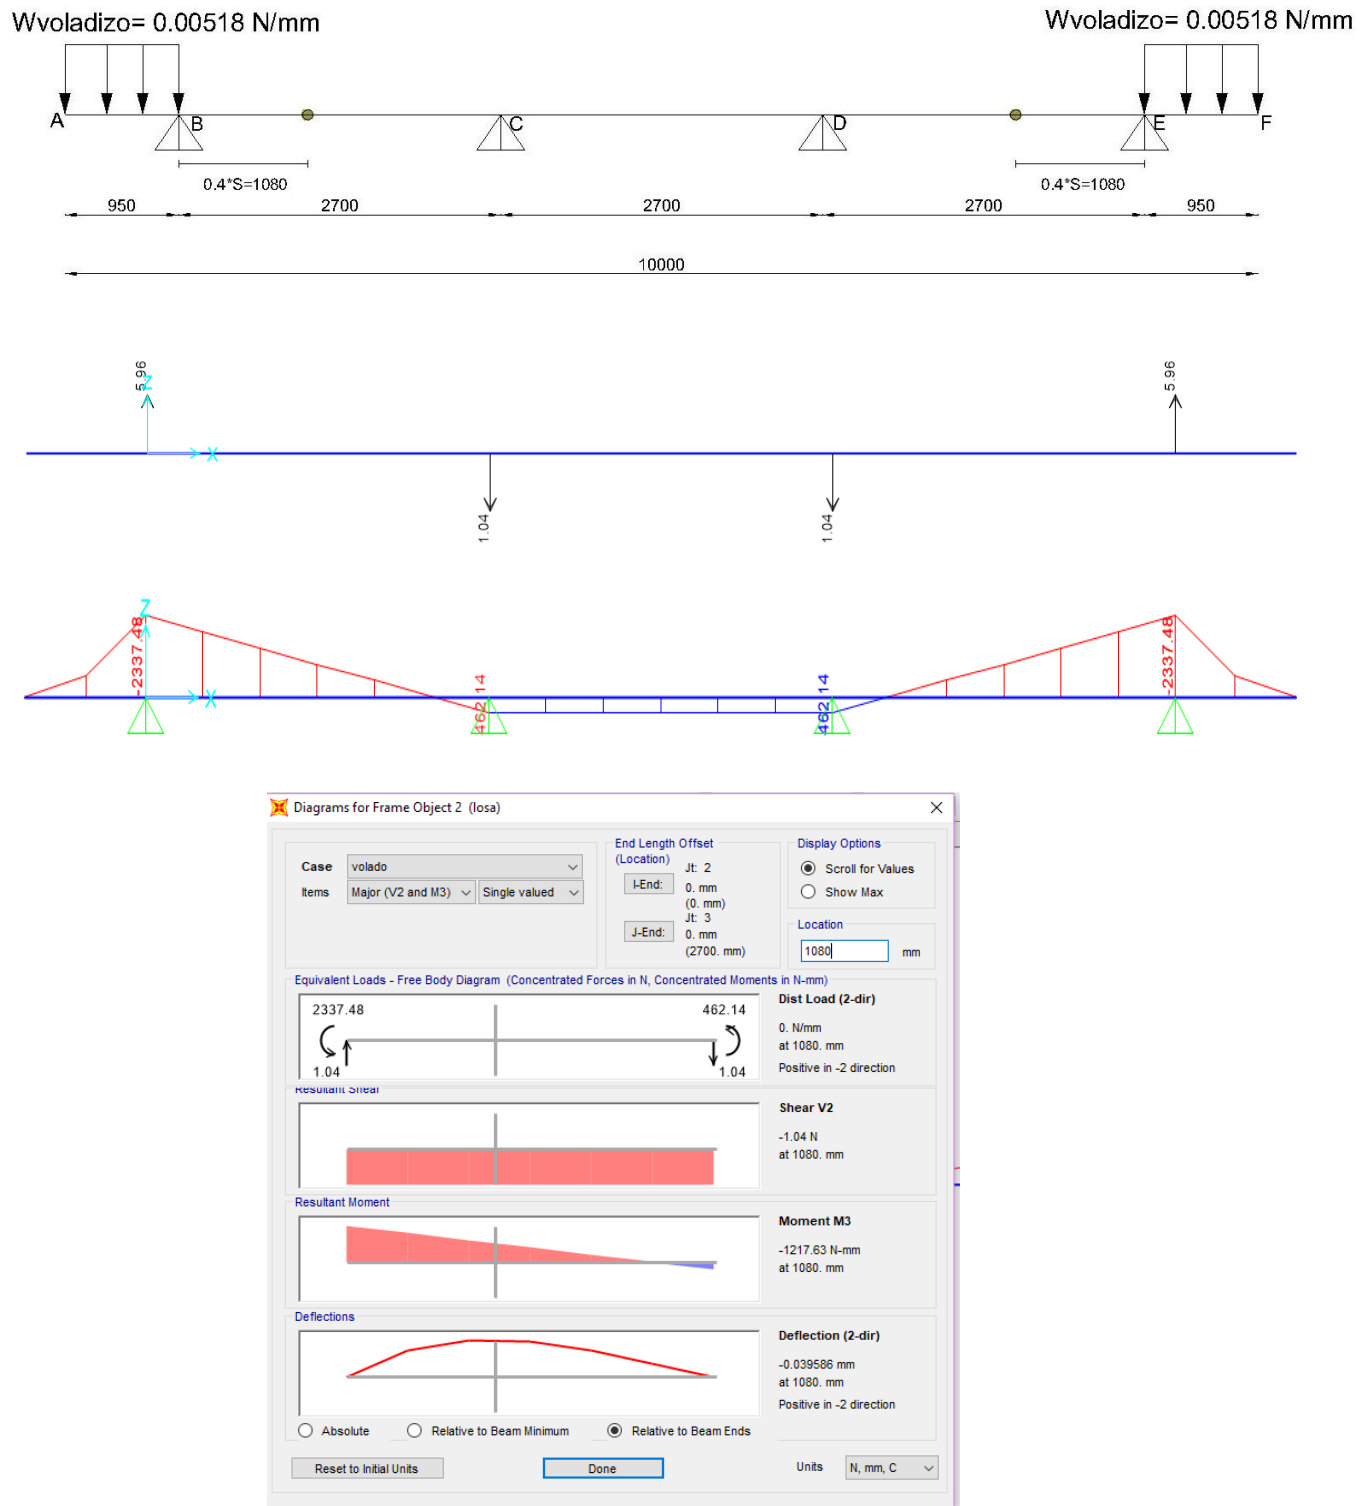 Wvoladizo= 0.00518 N/mm
Wvoladizo= 0.00518 N/mm
A
B
C
D
E
F
0.4*S=1080
0.4*S=1080
950
2700
2700
2700
950
10000
5.96
Z
X
1.04
1.04
5.96
-2337.48
Z
X
462.14
462.14
-2337.48
Diagrams for Frame Object 2 (losa)
Case
volado
Items
Major (V2 and M3)
Single valued
End Length Offset
(Location)
I-End:
Jt: 2
0. mm
(0. mm)
J-End:
Jt: 3
0. mm
(2700. mm)
Display Options
Scroll for Values
Show Max
Location
1080
mm
Equivalent Loads - Free Body Diagram (Concentrated Forces in N, Concentrated Moments in N-mm)
2337.48
462.14
1.04
1.04
Dist Load (2-dir)
0. N/mm
at 1080. mm
Positive in -2 direction
Resultant Shear
Shear V2
-1.04 N
at 1080. mm
Resultant Moment
Moment M3
-1217.63 N-mm
at 1080. mm
Deflections
Deflection (2-dir)
-0.039586 mm
at 1080. mm
Positive in -2 direction
Absolute
Relative to Beam Minimum
Relative to Beam Ends
Reset to Initial Units
Done
Units
N, mm, C